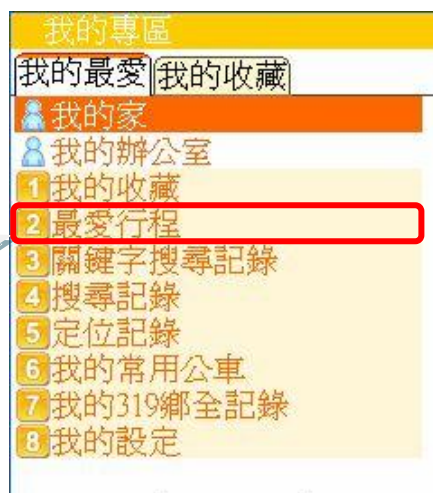 我的專區
我的最愛 我的收藏
我的家
我的辦公室
1 我的收藏
2 最愛行程
3 關鍵字搜尋記錄
4 搜尋記錄
5 定位記錄
6 我的常用公車
7 我的319鄉全記錄
8 我的設定